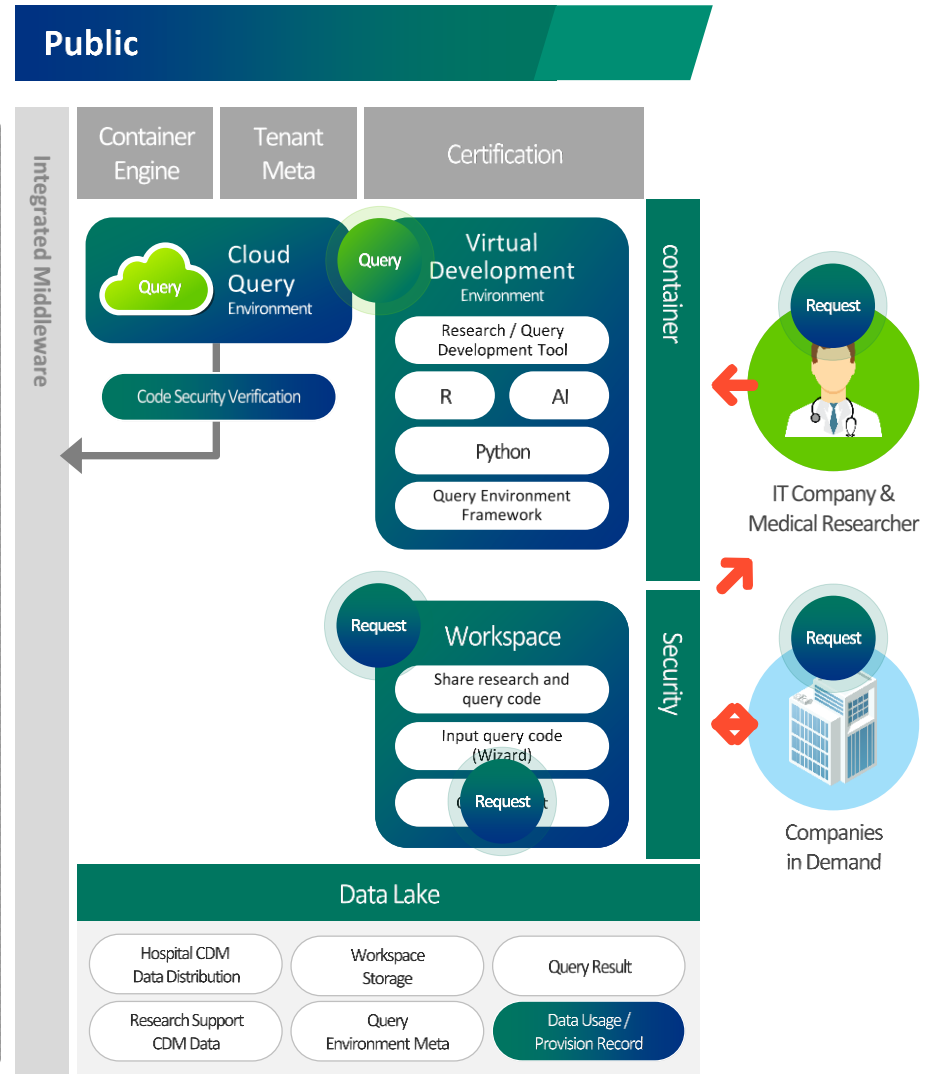 Public
Integrated Middleware
Container
Engine
Tenant
Meta
Certification
Query
Cloud
Query
Environment
Query
Virtual
Development
Environment
Research / Query
Development Tool
R
AI
Python
Query Environment
Framework
Code Security Verification
container
Request
IT Company &
Medical Researcher
Request
Workspace
Share research and
query code
Input query code
(Wizard)
Request
Security
Request
Companies
in Demand
Data Lake
Hospital CDM
Data Distribution
Workspace
Storage
Query Result
Research Support
CDM Data
Query
Environment Meta
Data Usage /
Provision Record